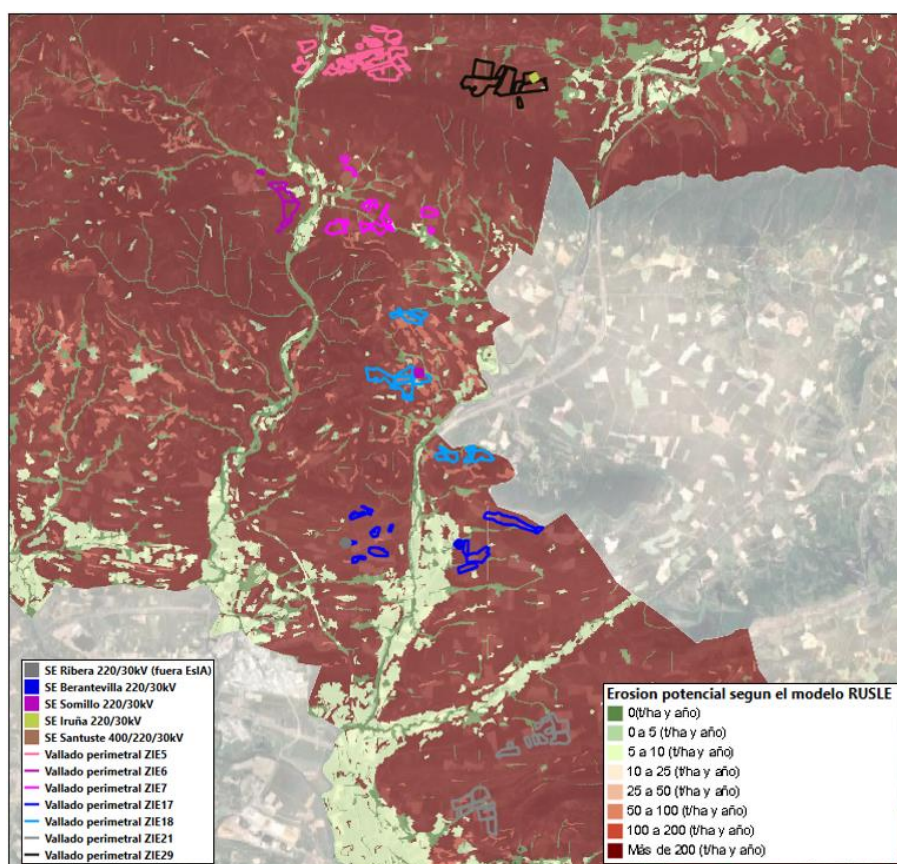 SE Ribera 220/30kV (fuera EsIA)
SE Berantevilla 220/30kV
SE Somillo 220/30kV
SE Iruña 220/30kV
SE Santuste 400/220/30kV
Vallado perimetral ZIE5
Vallado perimetral ZIE6
Vallado perimetral ZIE7
Vallado perimetral ZIE17
Vallado perimetral ZIE18
Vallado perimetral ZIE21
Vallado perimetral ZIE29
Erosion potencial segun el modelo RUSLE
0(t/ha y año)
0 a 5 (t/ha y año)
5 a 10 (t/ha y año)
10 a 25 (t/ha y año)
25 a 50 (t/ha y año)
50 a 100 (t/ha y año)
100 a 200 (t/ha y año)
Más de 200 (t/ha y año)